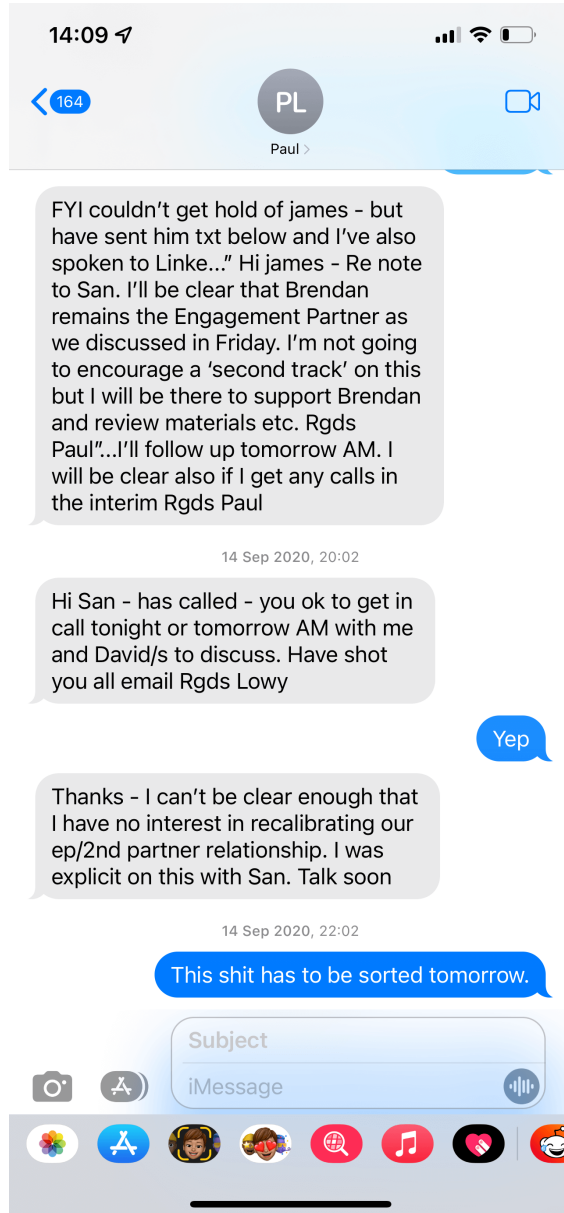 14:09
164
PL
Paul >
FYI couldn't get hold of james - but
have sent him txt below and I've also
spoken to Linke..." Hi james - Re note
to San. I'll be clear that Brendan
remains the Engagement Partner as
we discussed in Friday. I'm not going
to encourage a 'second track' on this
but I will be there to support Brendan
and review materials etc. Rgds
Paul"...I'll follow up tomorrow AM. I
will be clear also if I get any calls in
the interim Rgds Paul
14 Sep 2020, 20:02
Hi San - has called - you ok to get in
call tonight or tomorrow AM with me
and David/s to discuss. Have shot
you all email Rgds Lowy
Yep
Thanks - I can't be clear enough that
I have no interest in recalibrating our
ep/2nd partner relationship. I was
explicit on this with San. Talk soon
14 Sep 2020, 22:02
This shit has to be sorted tomorrow.
Subject
iMessage